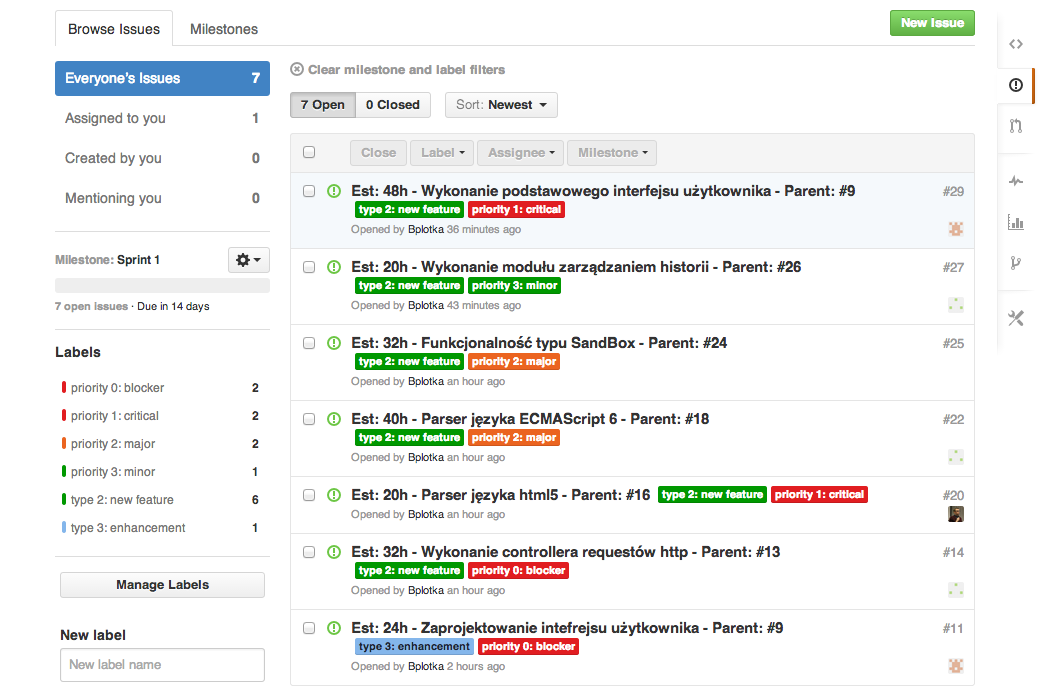 Browse Issues
Milestones
New Issue
Everyone's Issues 7
Assigned to you 1
Created by you 0
Mentioning you 0
Milestone: Sprint 1
7 open issues · Due in 14 days
Labels
priority 0: blocker 2
priority 1: critical 2
priority 2: major 2
priority 3: minor 1
type 2: new feature 6
type 3: enhancement 1
Manage Labels
New label
New label name
Clear milestone and label filters
7 Open 0 Closed Sort: Newest
Close Label Assignee Milestone
Est: 48h - Wykonanie podstawowego interfejsu użytkownika - Parent: #9 #29
type 2: new feature priority 1: critical
Opened by Bplotka 36 minutes ago
Est: 20h - Wykonanie modułu zarządzaniem historii - Parent: #26 #27
type 2: new feature priority 3: minor
Opened by Bplotka 43 minutes ago
Est: 32h - Funkcjonalność typu SandBox - Parent: #24 #25
type 2: new feature priority 2: major
Opened by Bplotka an hour ago
Est: 40h - Parser języka ECMAScript 6 - Parent: #18 #22
type 2: new feature priority 2: major
Opened by Bplotka an hour ago
Est: 20h - Parser języka html5 - Parent: #16 type 2: new feature priority 1: critical #20
Opened by Bplotka an hour ago
Est: 32h - Wykonanie controllera requestów http - Parent: #13 #14
type 2: new feature priority 0: blocker
Opened by Bplotka an hour ago
Est: 24h - Zaprojektowanie intefrejsu użytkownika - Parent: #9 #11
type 3: enhancement priority 0: blocker
Opened by Bplotka 2 hours ago